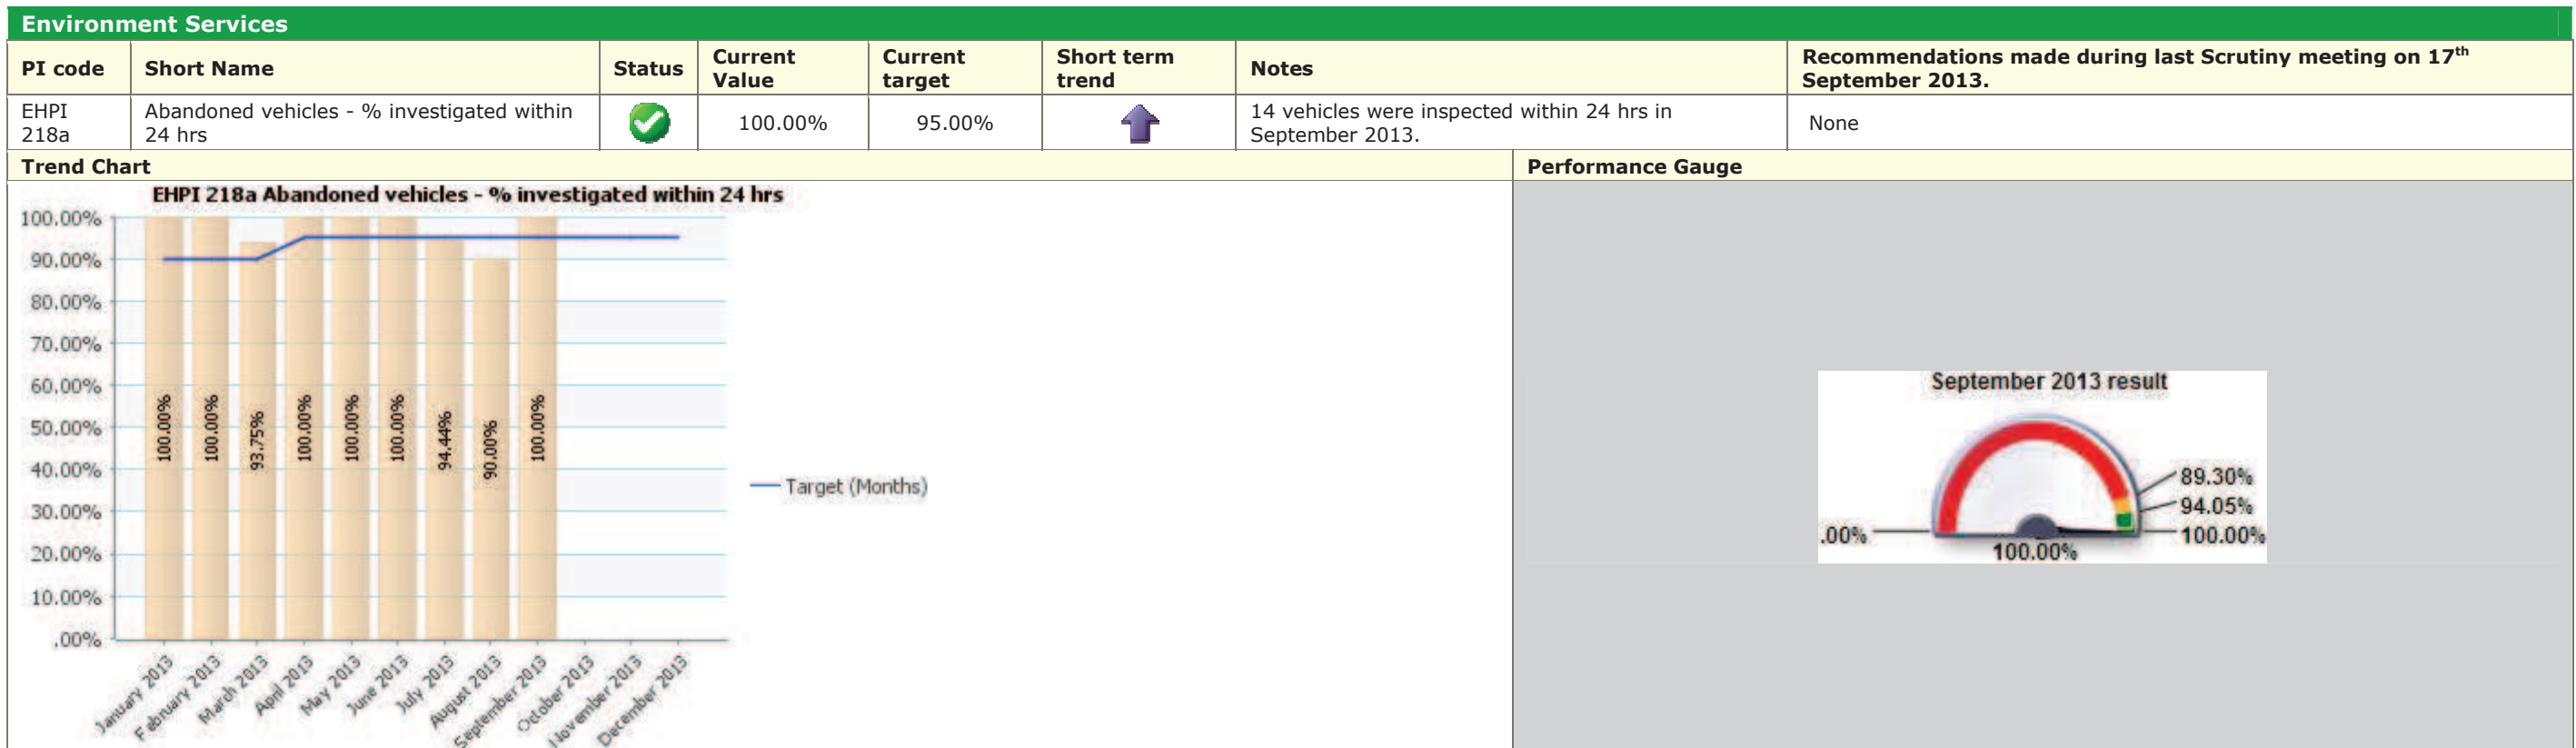 Environment Services
PI code
Short Name
Status
Current
Value
Current
target
Short term
trend
Notes
Recommendations made during last Scrutiny meeting on 17th
September 2013.
EHPI
218a
Abandoned vehicles - % investigated within
24 hrs
100.00%
95.00%
14 vehicles were inspected within 24 hrs in
September 2013.
None
Trend Chart
Performance Gauge
EHPI 218a Abandoned vehicles - % investigated within 24 hrs
100.00%
90.00%
80.00%
70.00%
60.00%
50.00%
40.00%
30.00%
20.00%
10.00%
.00%
100.00%
100.00%
93.75%
100.00%
100.00%
100.00%
94.44%
90.00%
100.00%
January 2013
February 2013
March 2013
April 2013
May 2013
June 2013
July 2013
August 2013
September 2013
October 2013
November 2013
December 2013
Target (Months)
September 2013 result
89.30%
94.05%
100.00%
.00%
100.00%